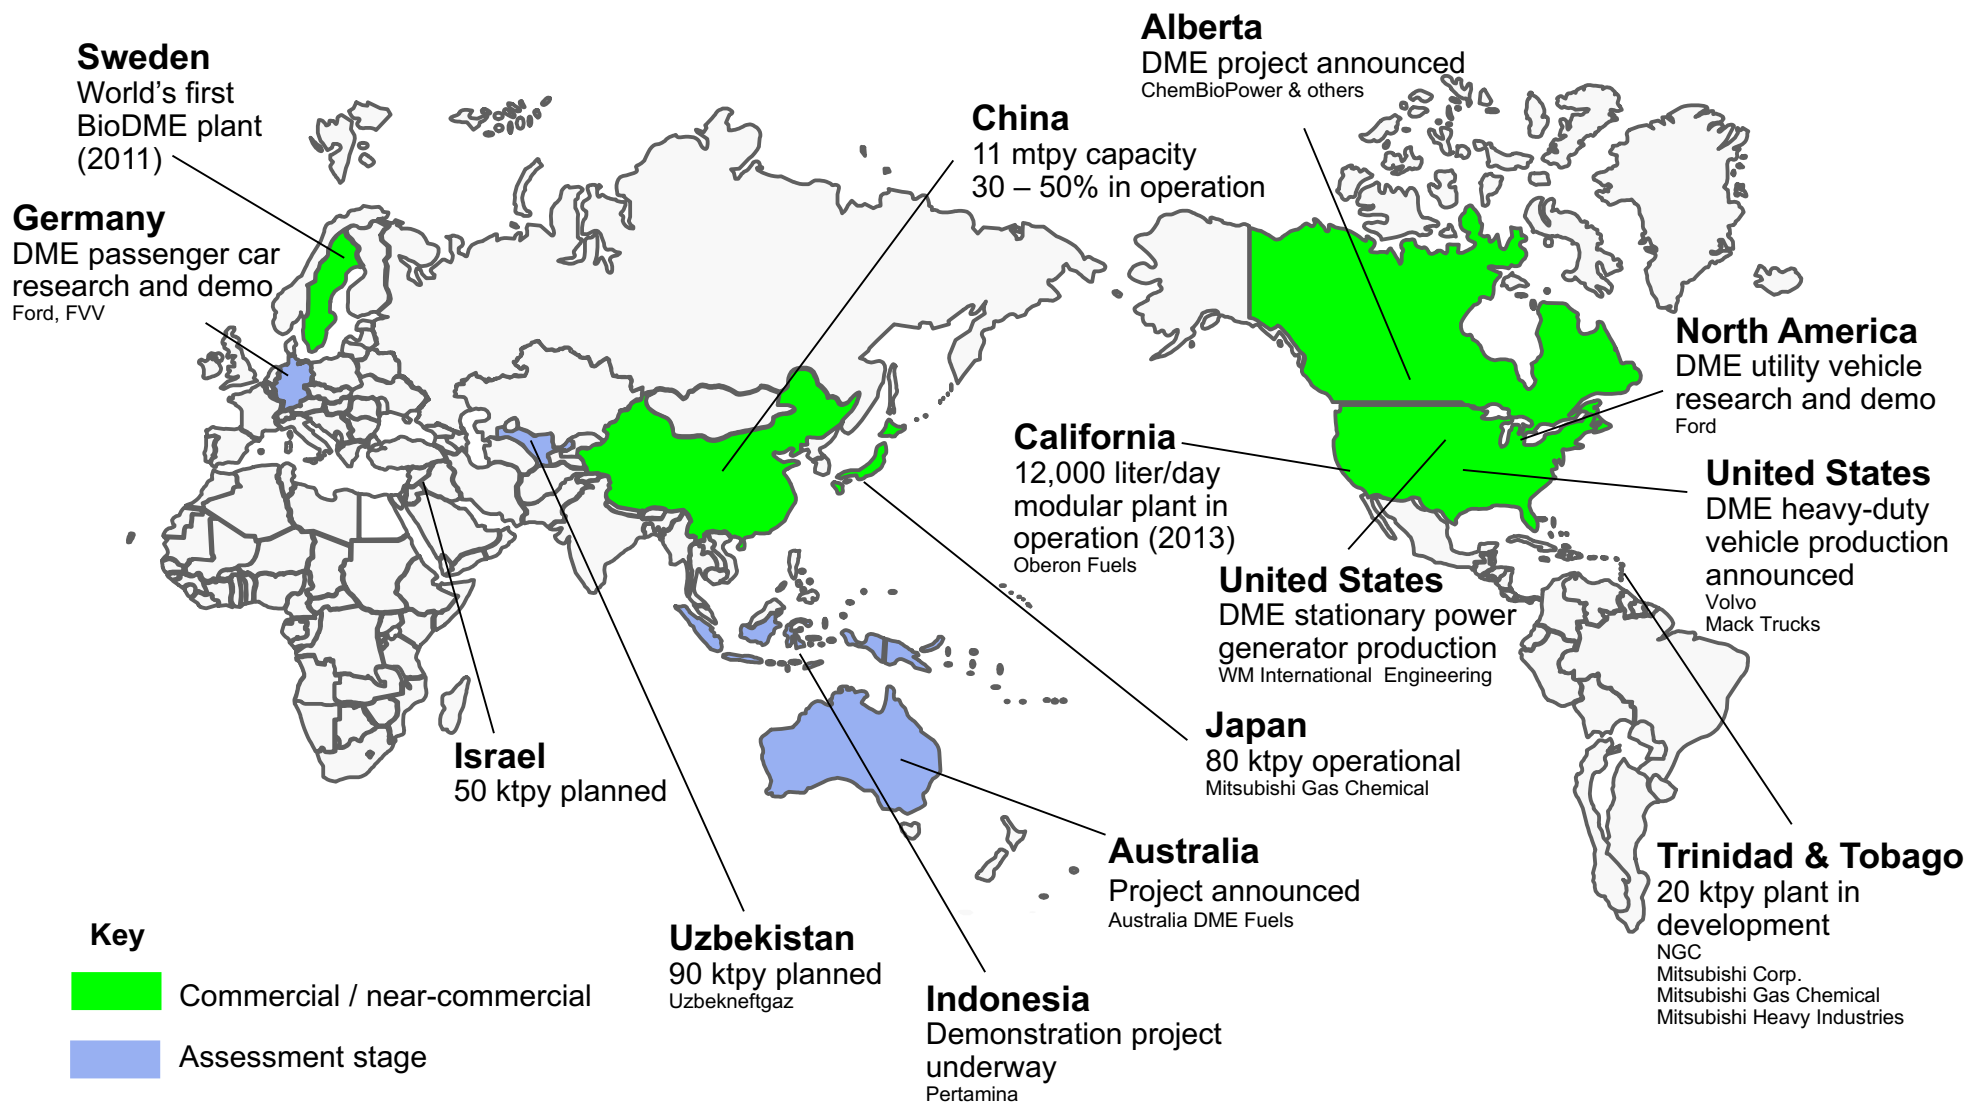 Sweden
World's first
BioDME plant
(2011)
Germany
DME passenger car
research and demo
Ford, FVV
China
11 mtpy capacity
30 – 50% in operation
Alberta
DME project announced
ChemBioPower & others
North America
DME utility vehicle
research and demo
Ford
California
12,000 liter/day
modular plant in
operation (2013)
Oberon Fuels
United States
DME heavy-duty
vehicle production
announced
Volvo
Mack Trucks
United States
DME stationary power
generator production
WM International  Engineering
Japan
80 ktpy operational
Mitsubishi Gas Chemical
Israel
50 ktpy planned
Australia
Project announced
Australia DME Fuels
Trinidad & Tobago
20 ktpy plant in
development
NGC
Mitsubishi Corp.
Mitsubishi Gas Chemical
Mitsubishi Heavy Industries
Uzbekistan
90 ktpy planned
Uzbekneftgaz
Indonesia
Demonstration project
underway
Pertamina
Key
Commercial / near-commercial
Assessment stage